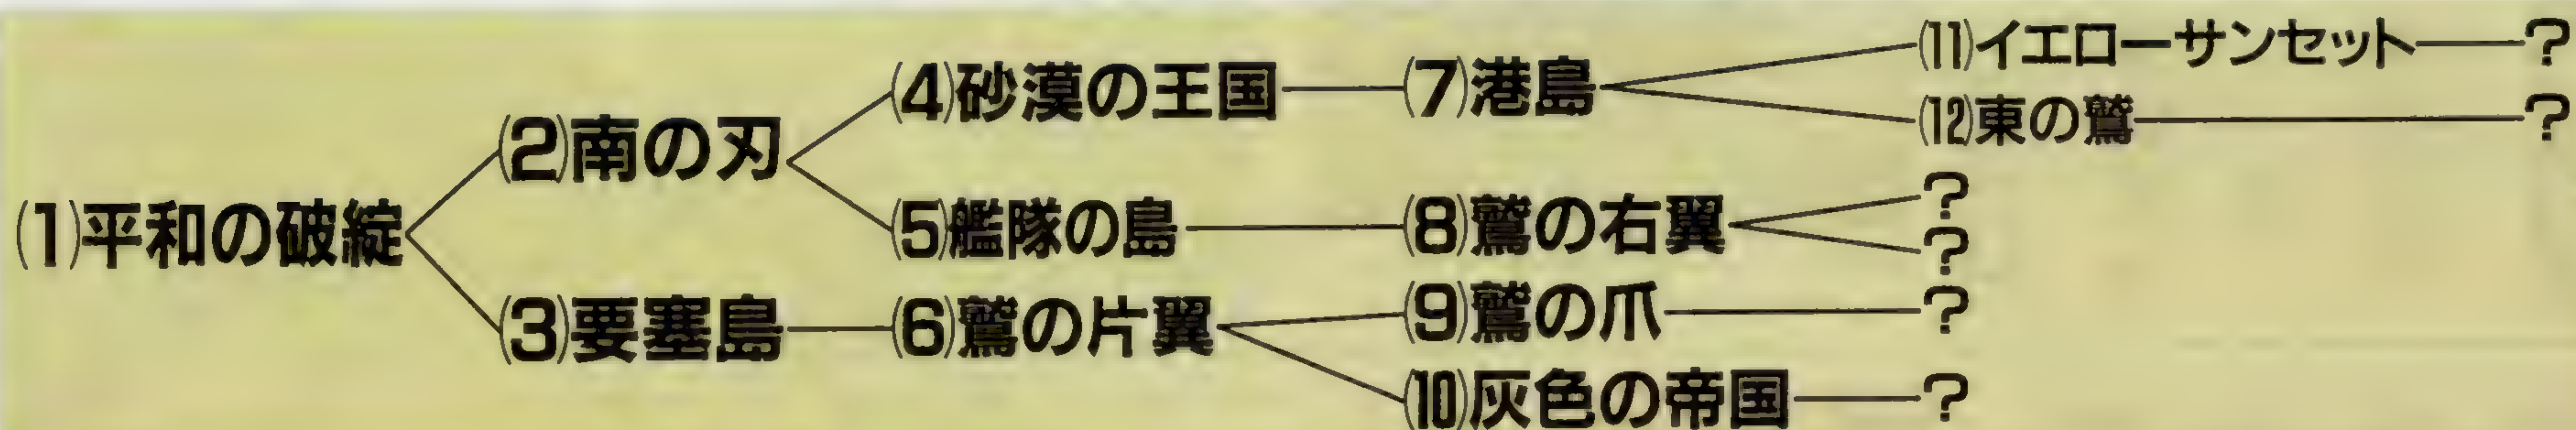 (1)平和の破綻
(2)南の刃
(3)要塞島
(4)砂漠の王国
(5)艦隊の島
(6)鷲の片翼
(7)港島
(8)鷲の右翼
(9)鷲の爪
(10)灰色の帝国
(11)イエローサンセット
(12)東の鷲
?
?
?
?
?
?